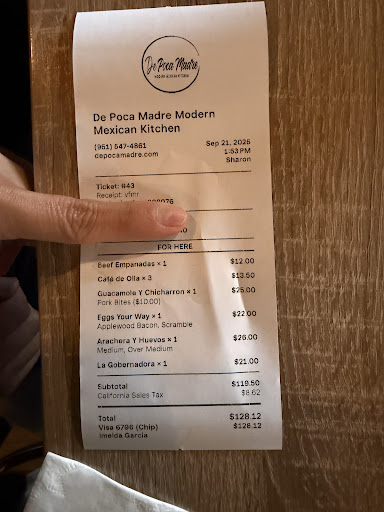 De Poca Madre
De Poca Madre Modern
Mexican Kitchen
(951) 547-4861
depocamadre.com
Sep 21, 2025
1:53 PM
Sharon
Ticket: #43
Receipt: vfmr
FOR HERE
Beef Empanadas × 1 $12.00
Café de Olla × 3 $13.50
Guacamole Y Chicharron × 1 $25.00
Pork Bites ($10.00)
Eggs Your Way × 1 $22.00
Applewood Bacon, Scramble
Arachera Y Huevos × 1 $26.00
Medium, Over Medium
La Gobernadora × 1 $21.00
Subtotal $119.50
California Sales Tax $8.62
Total $128.12
Visa 6796 (Chip) $128.12
Imelda Garcia